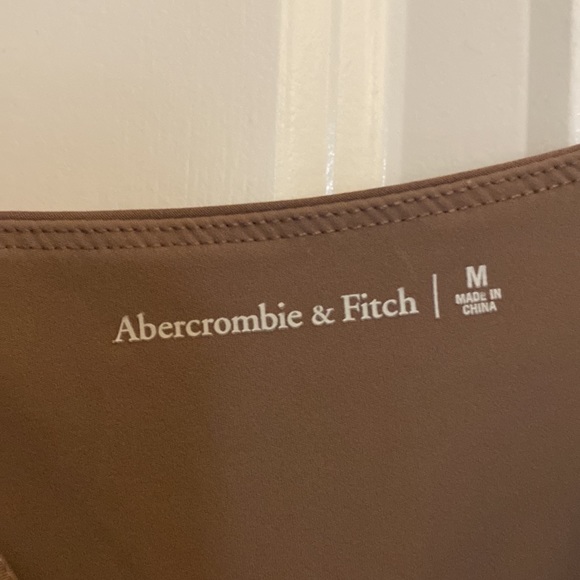 Abercrombie & Fitch | M
MADE IN
CHINA